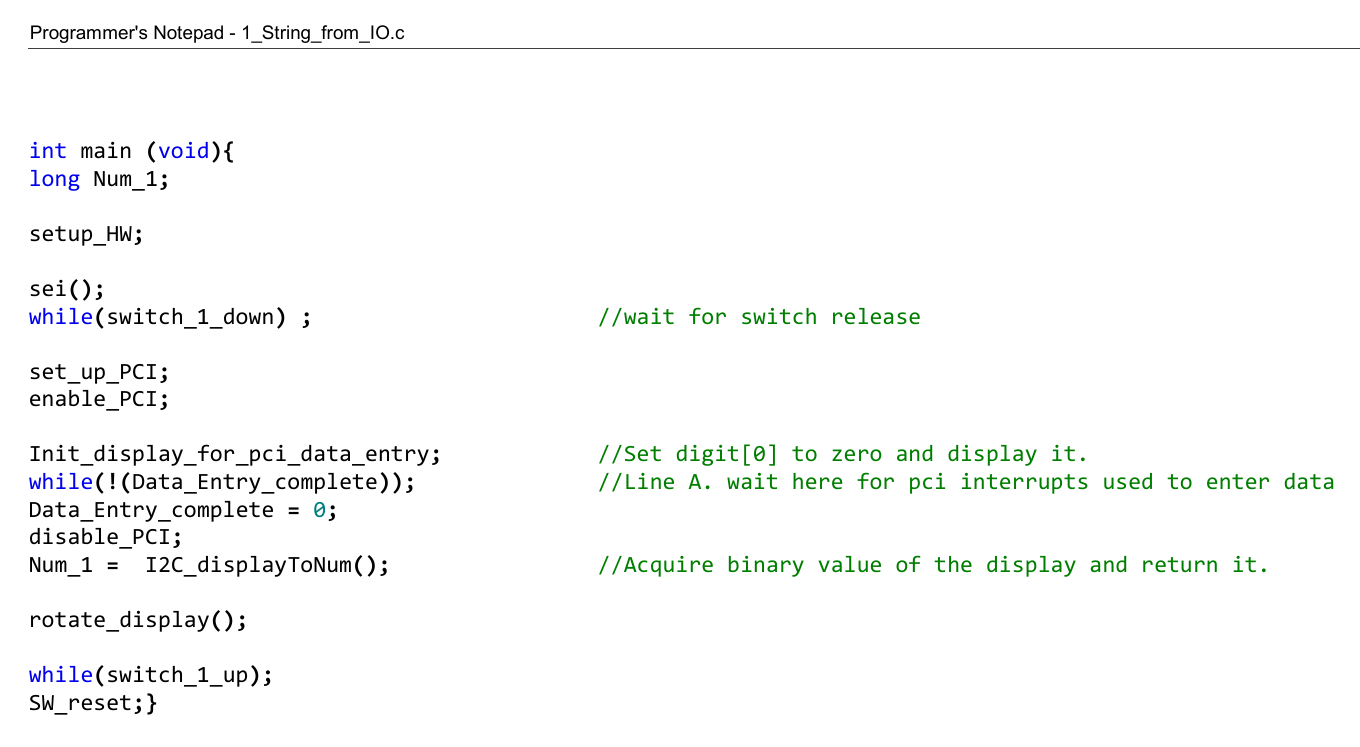 Programmer's Notepad - 1_String_from_IO.c
int main (void){
long Num_1;
setup_HW;
sei();
while(switch_1_down) ; //wait for switch release
set_up_PCI;
enable_PCI;
Init_display_for_pci_data_entry; //Set digit[0] to zero and display it.
while(!(Data_Entry_complete)); //Line A. wait here for pci interrupts used to enter data
Data_Entry_complete = 0;
disable_PCI;
Num_1 =  I2C_displayToNum(); //Acquire binary value of the display and return it.
rotate_display();
while(switch_1_up);
SW_reset;}